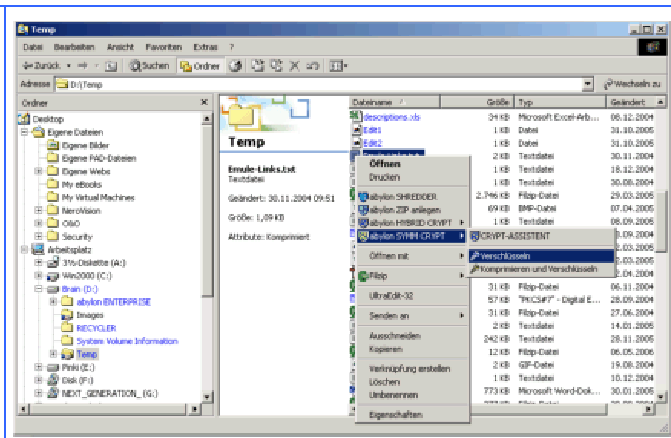 Temp
Datei Bearbeiten Ansicht Favoriten Extras ?
Zurück Suchen Ordner
Adresse D:\Temp Wechseln zu
Ordner
Desktop
Eigene Dateien
Eigene Bilder
Eigene PAD-Dateien
Eigene Webs
My eBooks
My Virtual Machines
NeroVision
O&O
Security
Arbeitsplatz
3½-Diskette (A:)
Win2000 (C:)
Brain (D:)
abylon ENTERPRISE
Images
RECYCLER
System Volume Information
Temp
Pinki (E:)
Disk (F:)
NEXT_GENERATION_ (G:)
Temp
Emule-Links.txt
Textdatei
Geändert: 30.11.2004 09:51
Größe: 1,09 KB
Attribute: Komprimiert
Dateiname Größe Typ Geändert
descriptions.xls 34 KB Microsoft Excel-Arb... 06.12.2004
Edit1 1 KB Datei 31.10.2005
Edit2 1 KB Datei 31.10.2005
2 KB Textdatei 30.11.2004
1 KB Textdatei 18.12.2004
1 KB Textdatei 30.08.2004
2.746 KB Filzip-Datei 29.03.2005
69 KB BMP-Datei 07.04.2005
1 KB Textdatei 08.09.2005
31 KB Filzip-Datei 06.11.2004
57 KB "PKCS#7" - Digital E... 28.09.2004
31 KB Filzip-Datei 27.06.2004
2 KB Textdatei 14.01.2005
242 KB Textdatei 28.11.2005
12 KB Filzip-Datei 06.05.2006
2 KB GIF-Datei 19.08.2004
1 KB Textdatei 10.12.2004
773 KB Microsoft Word-Dok... 30.01.2005
Öffnen
Drucken
abylon SHREDDER
abylon ZIP anlegen
abylon HYBRID-CRYPT
abylon SYMM-CRYPT
Öffnen mit
Filzip
UltraEdit-32
Senden an
Ausschneiden
Kopieren
Verknüpfung erstellen
Löschen
Umbenennen
Eigenschaften
CRYPT-ASSISTENT
Verschlüsseln
Komprimieren und Verschlüsseln